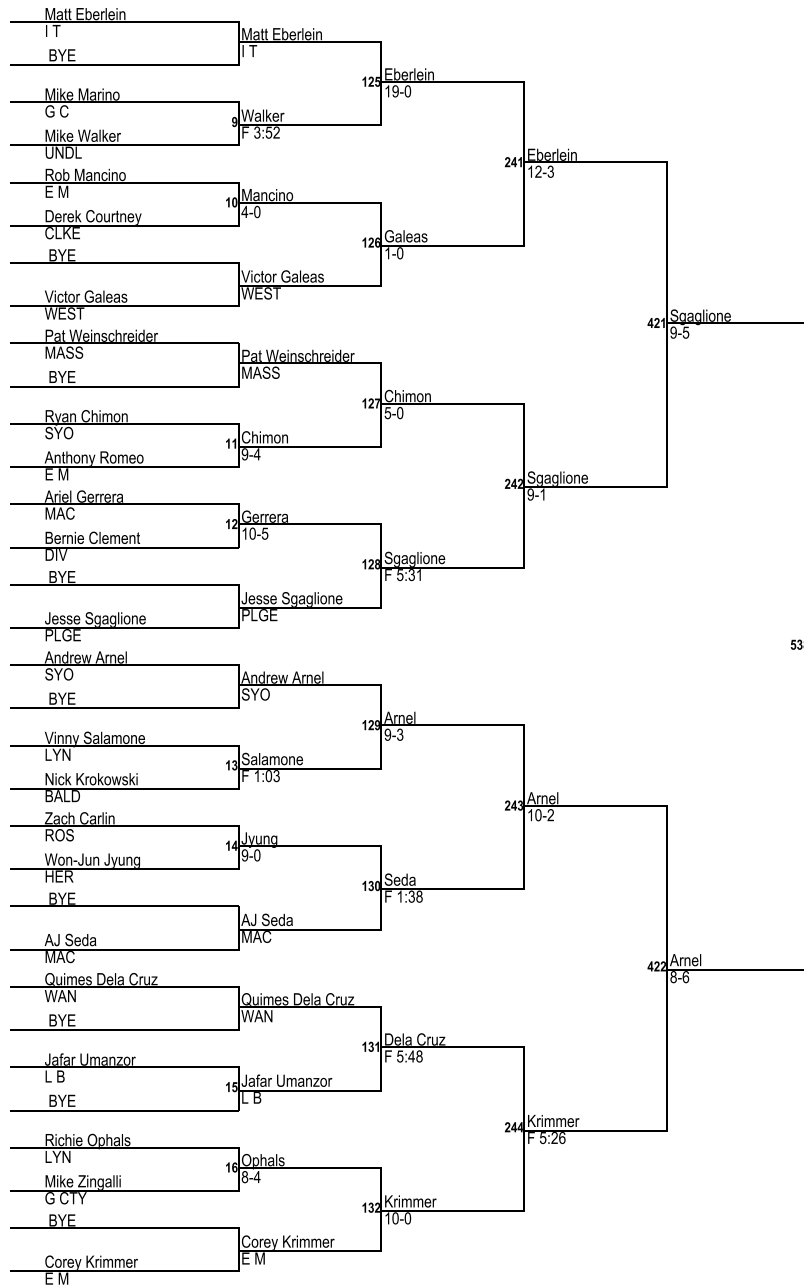 Matt Eberlein
I T
BYE
Mike Marino
G C
Mike Walker
UNDL
Rob Mancino
E M
Derek Courtney
CLKE
BYE
Victor Galeas
WEST
Pat Weinschreider
MASS
BYE
Ryan Chimon
SYO
Anthony Romeo
E M
Ariel Gerrera
MAC
Bernie Clement
DIV
BYE
Jesse Sgaglione
PLGE
Andrew Arnel
SYO
BYE
Vinny Salamone
LYN
Nick Krokowski
BALD
Zach Carlin
ROS
Won-Jun Jyung
HER
BYE
AJ Seda
MAC
Quimes Dela Cruz
WAN
BYE
Jafar Umanzor
L B
BYE
Richie Ophals
LYN
Mike Zingalli
G CTY
BYE
Corey Krimmer
E M
Matt Eberlein
I T
9 Walker
F 3:52
10 Mancino
4-0
Victor Galeas
WEST
Pat Weinschreider
MASS
11 Chimon
9-4
12 Gerrera
10-5
Jesse Sgaglione
PLGE
Andrew Arnel
SYO
13 Salamone
F 1:03
14 Jyung
9-0
AJ Seda
MAC
Quimes Dela Cruz
WAN
15 Jafar Umanzor
L B
16 Ophals
8-4
Corey Krimmer
E M
125 Eberlein
19-0
126 Galeas
1-0
127 Chimon
5-0
128 Sgaglione
F 5:31
129 Arnel
9-3
130 Seda
F 1:38
131 Dela Cruz
F 5:48
132 Krimmer
10-0
241 Eberlein
12-3
242 Sgaglione
9-1
243 Arnel
10-2
244 Krimmer
F 5:26
421 Sgaglione
9-5
422 Arnel
8-6